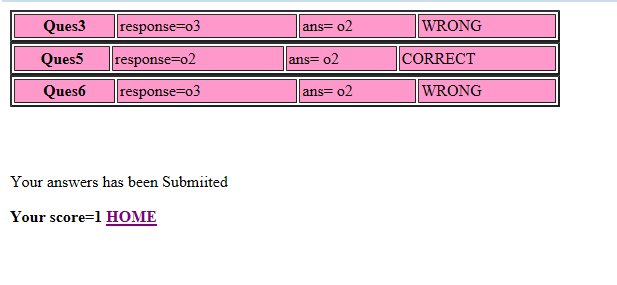 Ques3 response=o3 ans= o2 WRONG
Ques5 response=o2 ans= o2 CORRECT
Ques6 response=o3 ans= o2 WRONG
Your answers has been Submiited
Your score=1 HOME